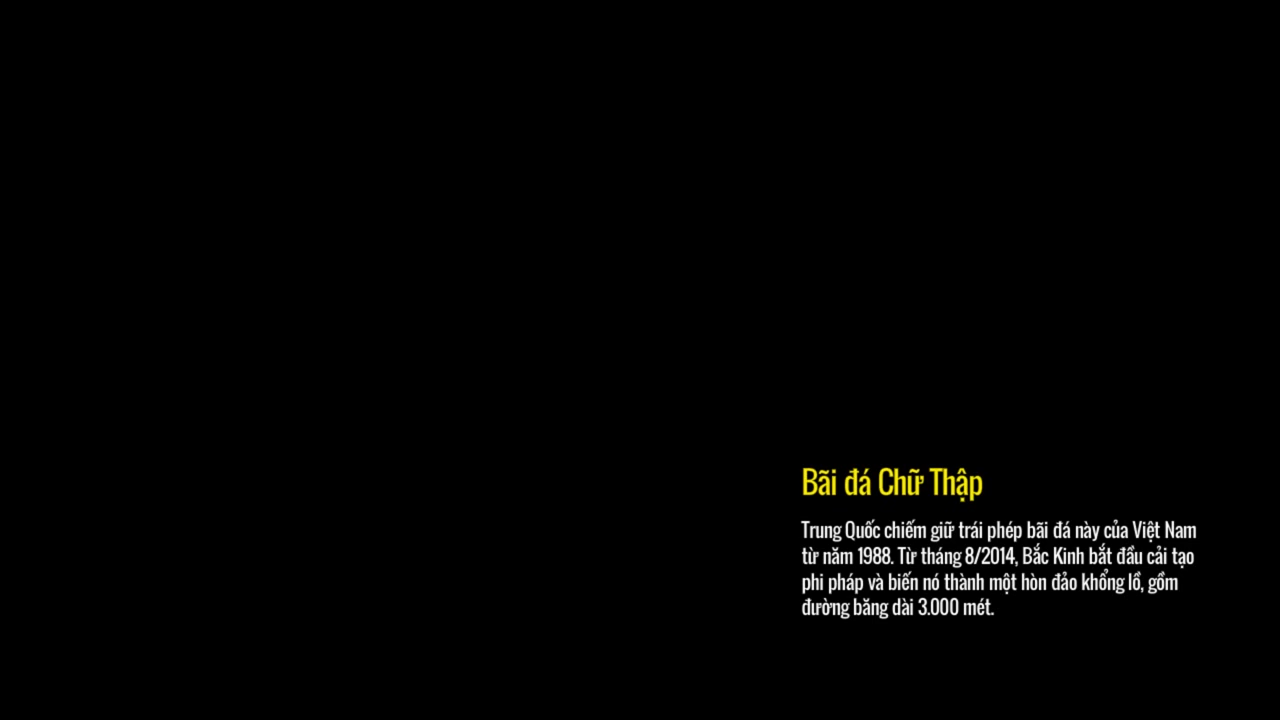 Bãi đá Chữ Thập
Trung Quốc chiếm giữ trái phép bãi đá này của Việt Nam
từ năm 1988. Từ tháng 8/2014, Bắc Kinh bắt đầu cải tạo
phi pháp và biến nó thành một hòn đảo khổng lồ, gồm
đường băng dài 3.000 mét.